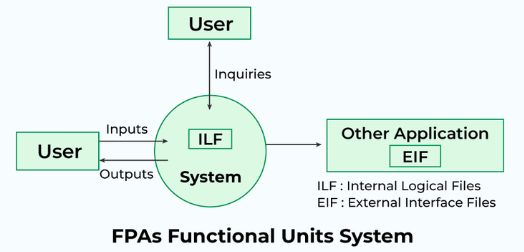 User
Inquiries
Inputs
User
Outputs
ILF
System
Other Application
EIF
ILF : Internal Logical Files
EIF : External Interface Files
FPAs Functional Units System